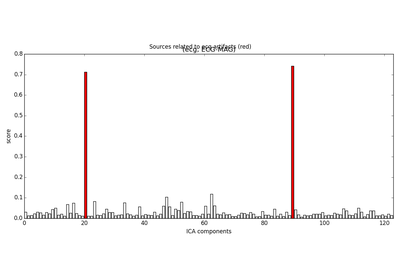 Sources related to ecg artifacts (red)
(ecg, ECG-MAG)
0.8
0.7
0.6
0.5
0.4
0.3
0.2
0.1
0.0
score
0 20 40 60 80 100 120
ICA components